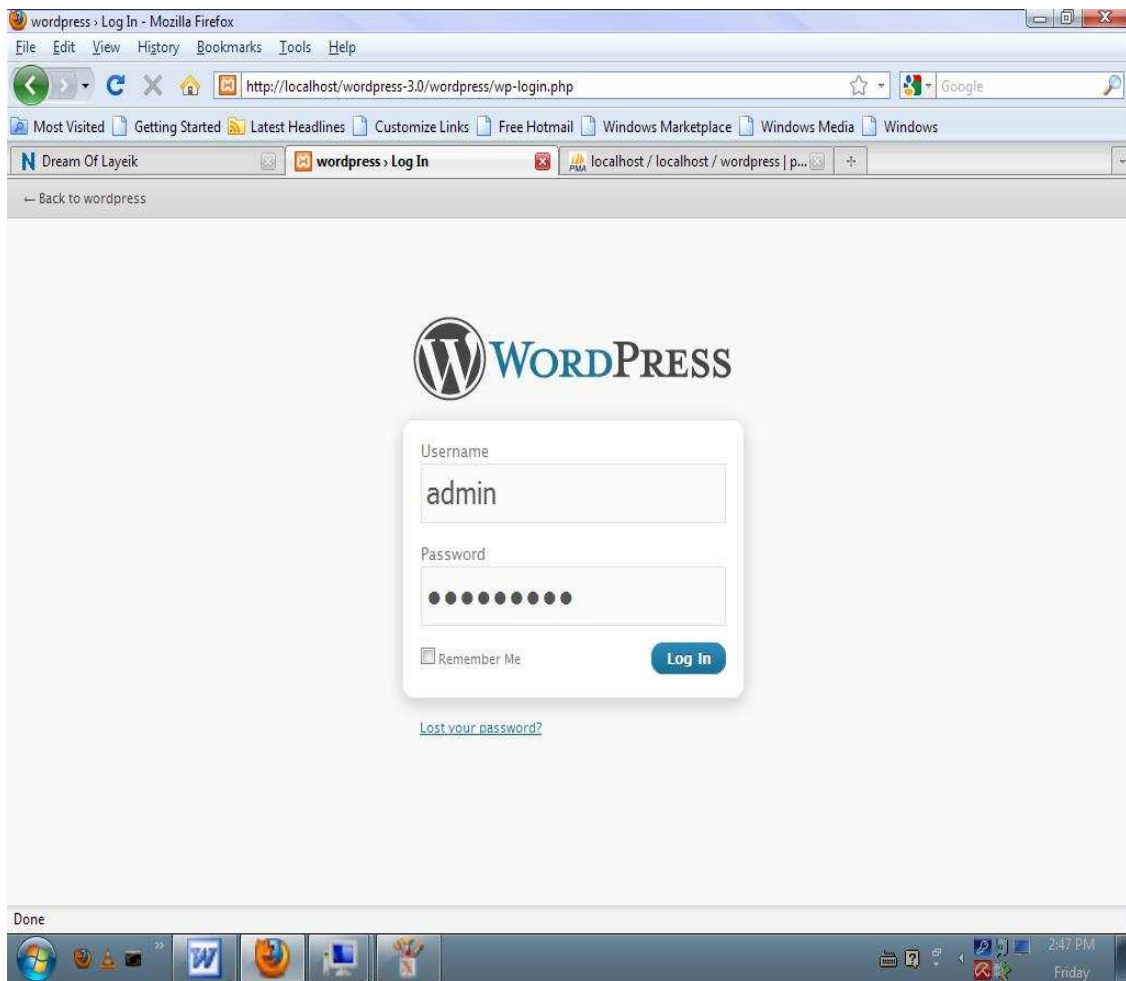 wordpress › Log In - Mozilla Firefox
File Edit View History Bookmarks Tools Help
http://localhost/wordpress-3.0/wordpress/wp-login.php
Google
Most Visited Getting Started Latest Headlines Customize Links Free Hotmail Windows Marketplace Windows Media Windows
N Dream Of Layeik
wordpress › Log In
PMA localhost / localhost / wordpress | p...
← Back to wordpress
W WORDPRESS
Username
admin
Password
●●●●●●●●●
Remember Me
Log In
Lost your password?
Done
W
2:47 PM
Friday